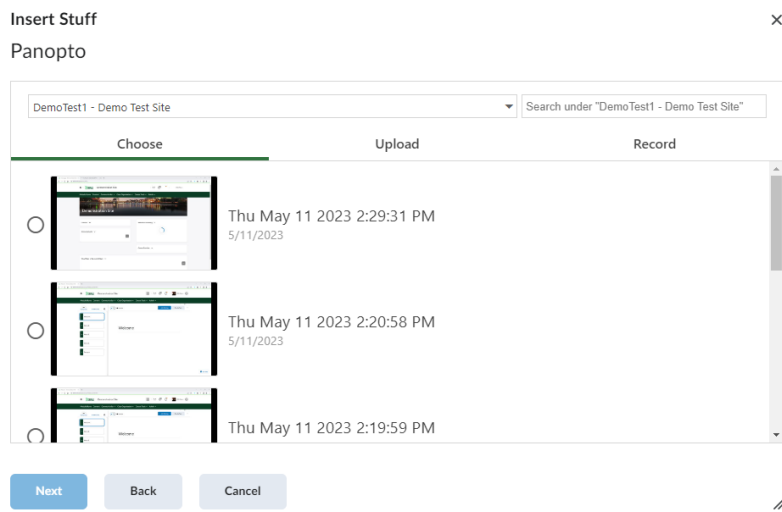 Insert Stuff
Panopto
DemoTest1 - Demo Test Site
Search under "DemoTest1 - Demo Test Site"
Choose Upload Record
Thu May 11 2023 2:29:31 PM
5/11/2023
Thu May 11 2023 2:20:58 PM
5/11/2023
Welcome
Thu May 11 2023 2:19:59 PM
Welcome
Next Back Cancel